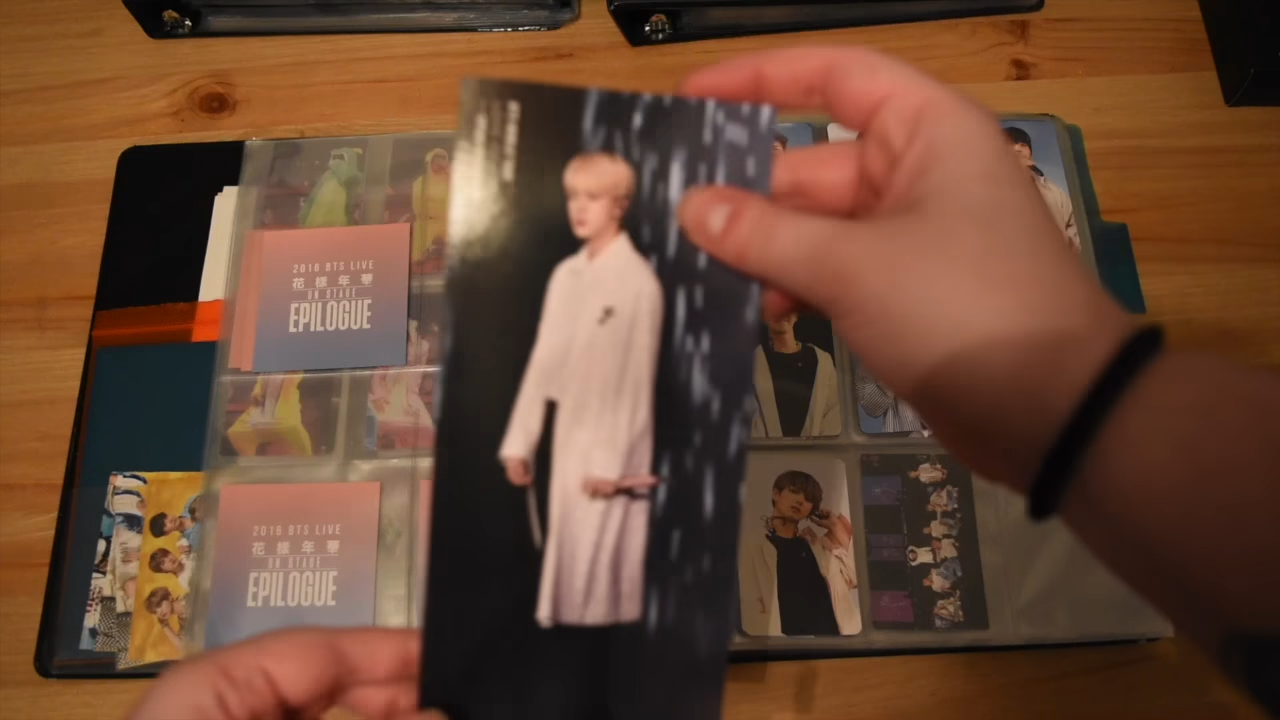 2016 BTS LIVE
花樣年華
ON STAGE
EPILOGUE
2016 BTS LIVE
花樣年華
ON STAGE
EPILOGUE